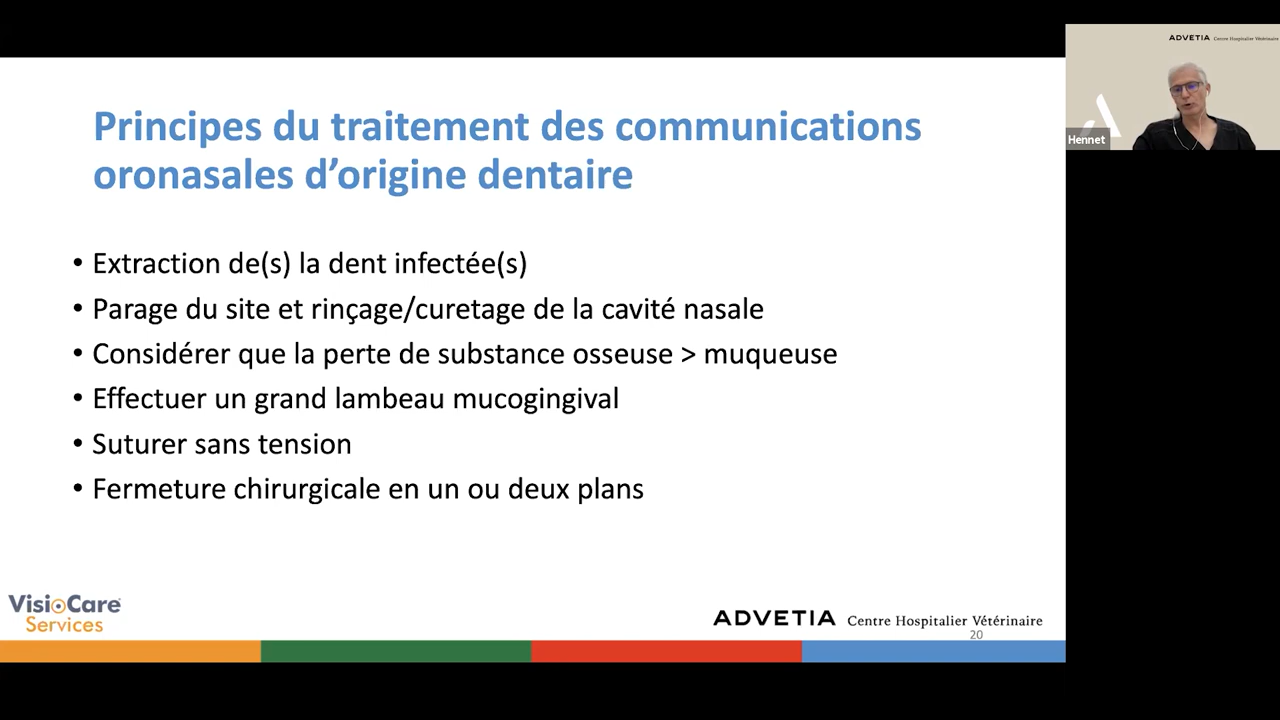 Principes du traitement des communications
oronasales d’origine dentaire
• Extraction de(s) la dent infectée(s)
• Parage du site et rinçage/curetage de la cavité nasale
• Considérer que la perte de substance osseuse > muqueuse
• Effectuer un grand lambeau mucogingival
• Suturer sans tension
• Fermeture chirurgicale en un ou deux plans
VisioCare
Services
ADVETIA Centre Hospitalier Vétérinaire
20
ADVETIA Centre Hospitalier Vétérinaire
Hennet